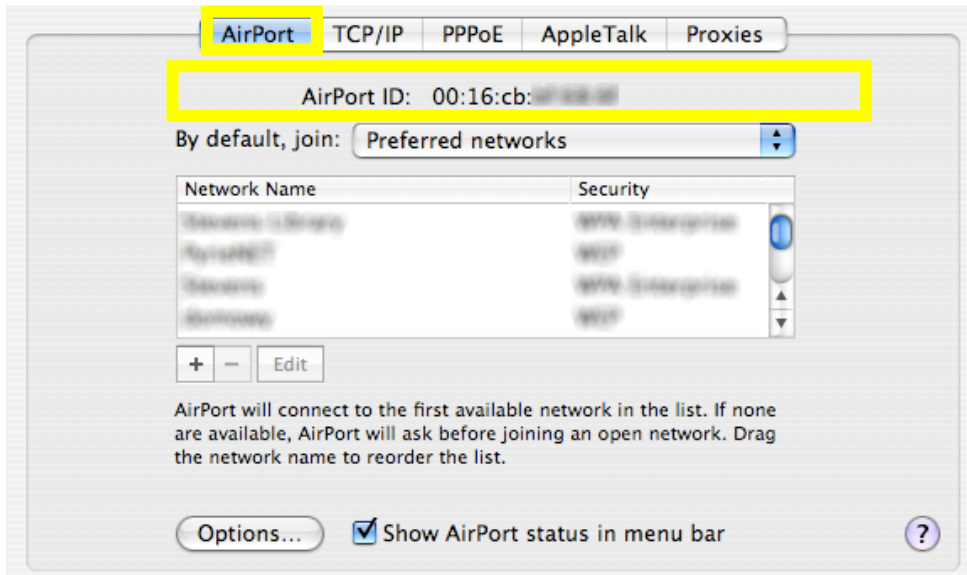 AirPort TCP/IP PPPoE AppleTalk Proxies
AirPort ID: 00:16:cb:
By default, join: Preferred networks
Network Name Security
+ − Edit
AirPort will connect to the first available network in the list. If none
are available, AirPort will ask before joining an open network. Drag
the network name to reorder the list.
Options... Show AirPort status in menu bar ?